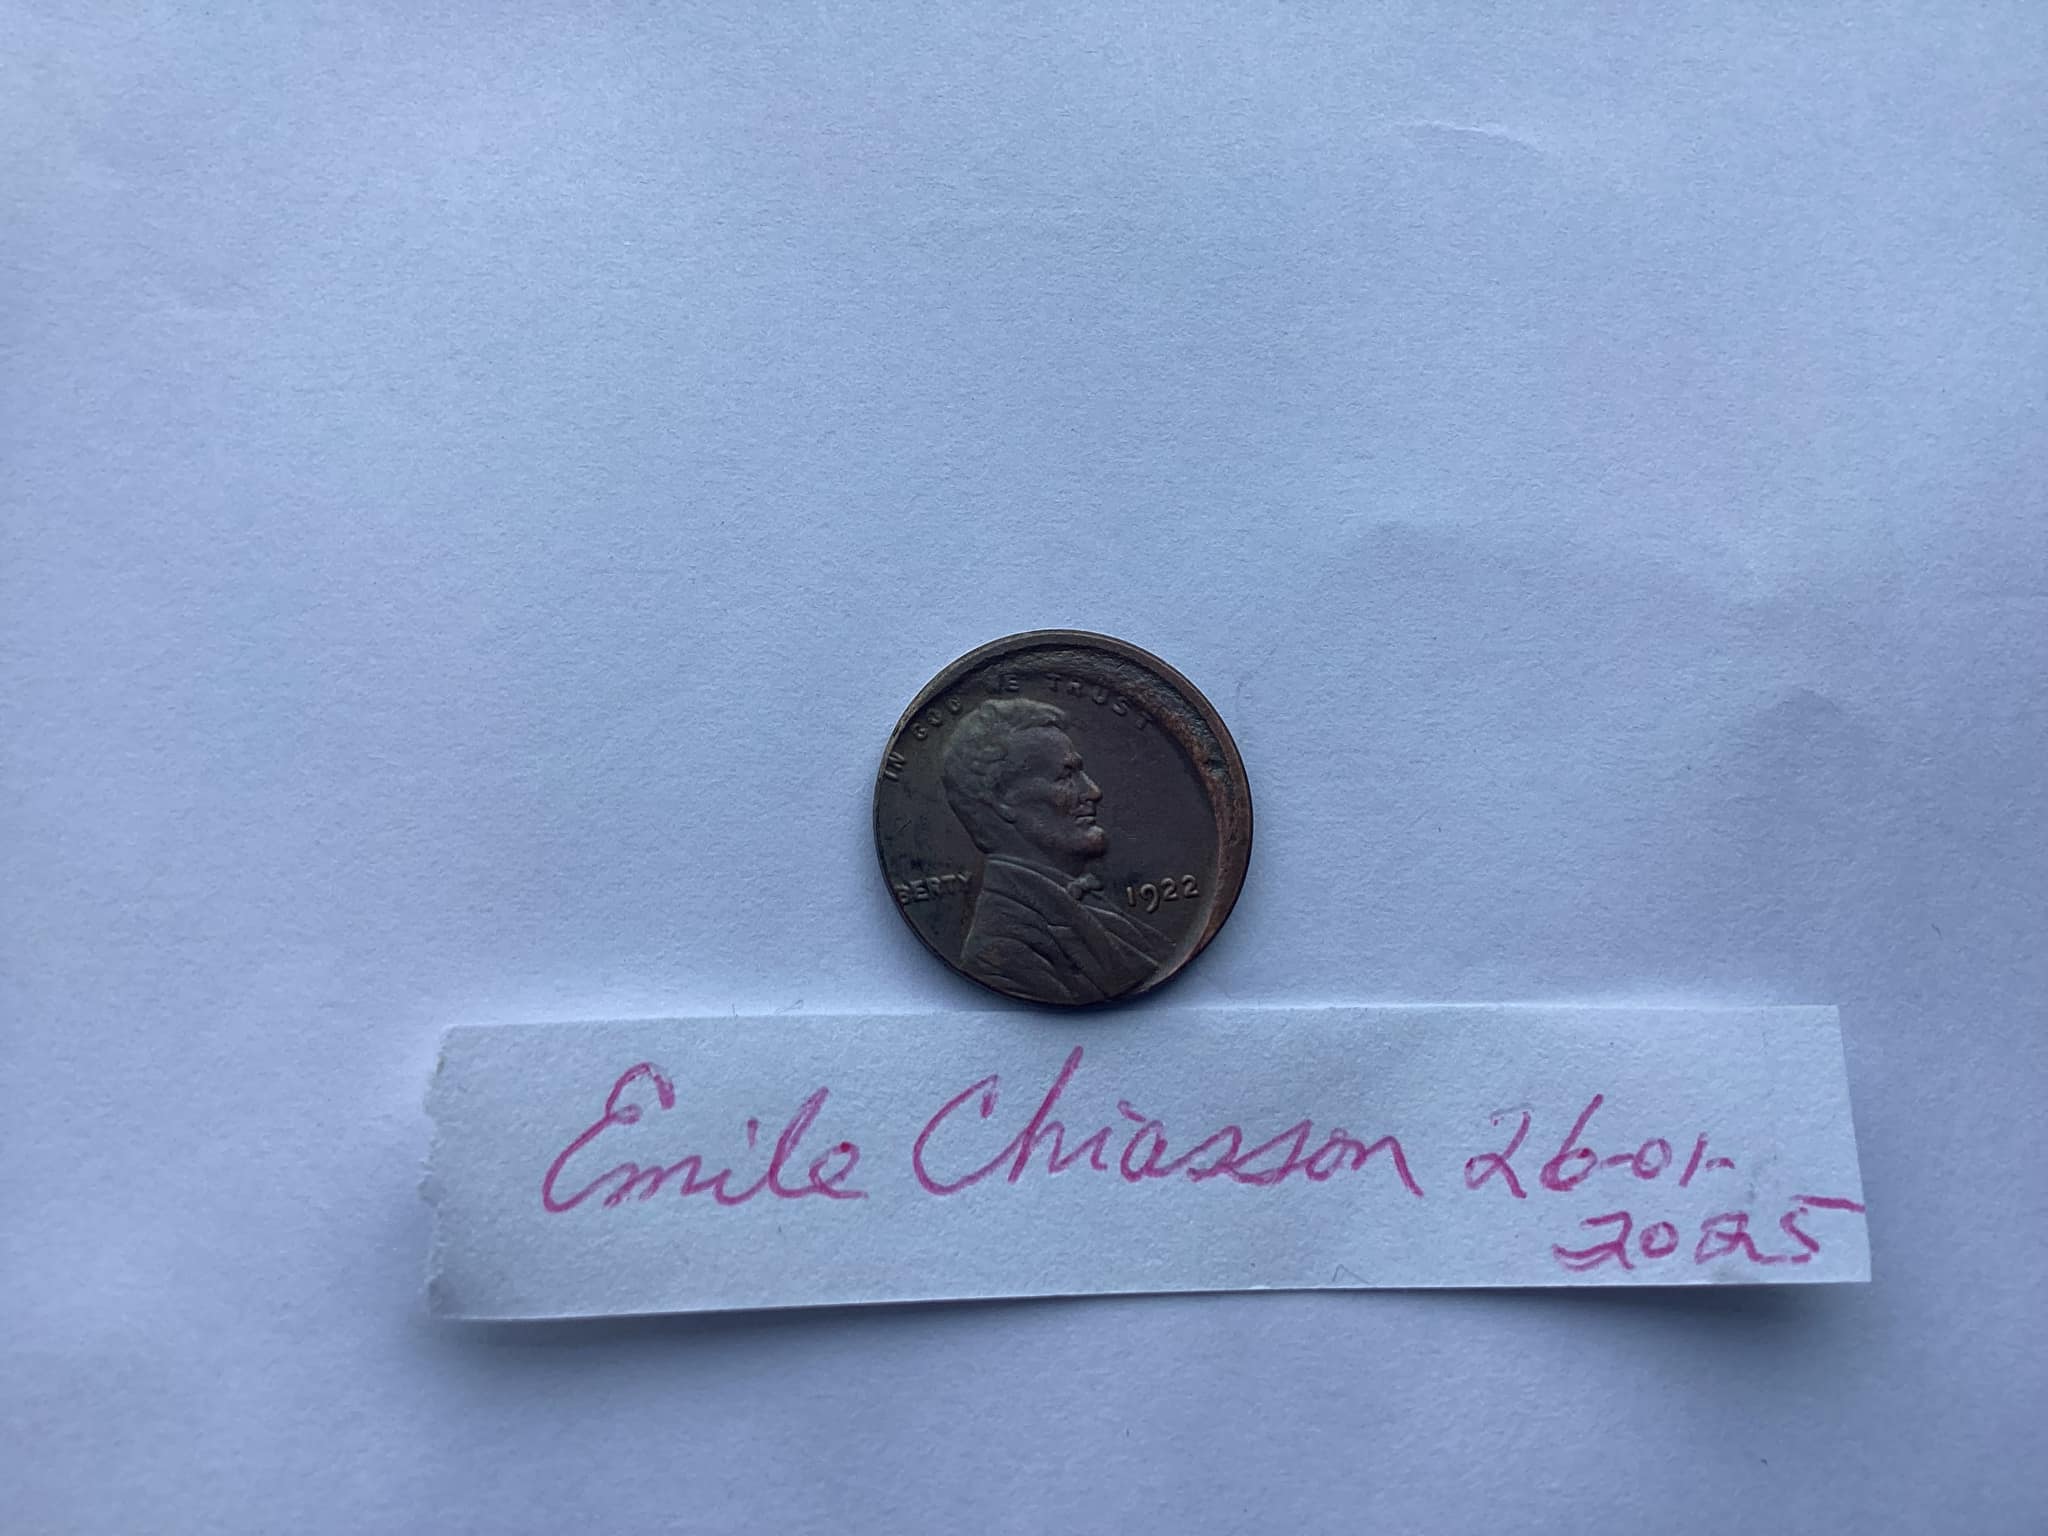 IN GOD WE TRUST
BERTY 1922
Emile Chiasson 26-01-
2025